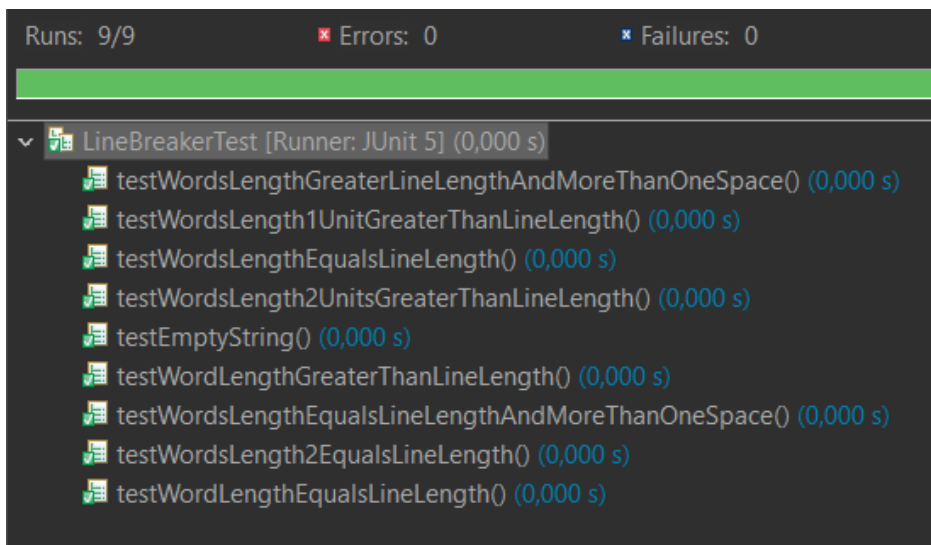 Runs: 9/9 Errors: 0 Failures: 0
LineBreakerTest [Runner: JUnit 5] (0,000 s)
testWordsLengthGreaterLineLengthAndMoreThanOneSpace() (0,000 s)
testWordsLength1UnitGreaterThanLineLength() (0,000 s)
testWordsLengthEqualsLineLength() (0,000 s)
testWordsLength2UnitsGreaterThanLineLength() (0,000 s)
testEmptyString() (0,000 s)
testWordLengthGreaterThanLineLength() (0,000 s)
testWordsLengthEqualsLineLengthAndMoreThanOneSpace() (0,000 s)
testWordsLength2EqualsLineLength() (0,000 s)
testWordLengthEqualsLineLength() (0,000 s)